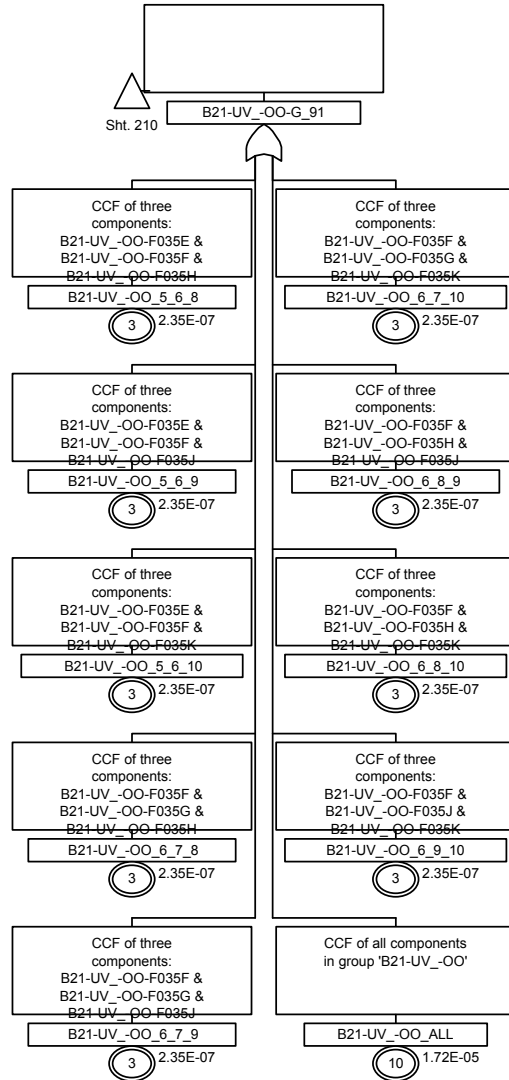 B21-UV_-OO-G_91
Sht. 210
CCF of three
components:
B21-UV_-OO-F035E &
B21-UV_-OO-F035F &
B21-UV_-OO-F035H
B21-UV_-OO_5_6_8
3
2.35E-07
CCF of three
components:
B21-UV_-OO-F035F &
B21-UV_-OO-F035G &
B21-UV_-OO-F035K
B21-UV_-OO_6_7_10
3
2.35E-07
CCF of three
components:
B21-UV_-OO-F035E &
B21-UV_-OO-F035F &
B21-UV_-OO-F035J
B21-UV_-OO_5_6_9
3
2.35E-07
CCF of three
components:
B21-UV_-OO-F035F &
B21-UV_-OO-F035H &
B21-UV_-OO-F035J
B21-UV_-OO_6_8_9
3
2.35E-07
CCF of three
components:
B21-UV_-OO-F035E &
B21-UV_-OO-F035F &
B21-UV_-OO-F035K
B21-UV_-OO_5_6_10
3
2.35E-07
CCF of three
components:
B21-UV_-OO-F035F &
B21-UV_-OO-F035H &
B21-UV_-OO-F035K
B21-UV_-OO_6_8_10
3
2.35E-07
CCF of three
components:
B21-UV_-OO-F035F &
B21-UV_-OO-F035G &
B21-UV_-OO-F035H
B21-UV_-OO_6_7_8
3
2.35E-07
CCF of three
components:
B21-UV_-OO-F035F &
B21-UV_-OO-F035J &
B21-UV_-OO-F035K
B21-UV_-OO_6_9_10
3
2.35E-07
CCF of three
components:
B21-UV_-OO-F035F &
B21-UV_-OO-F035G &
B21-UV_-OO-F035J
B21-UV_-OO_6_7_9
3
2.35E-07
CCF of all components
in group 'B21-UV_-OO'
B21-UV_-OO_ALL
10
1.72E-05